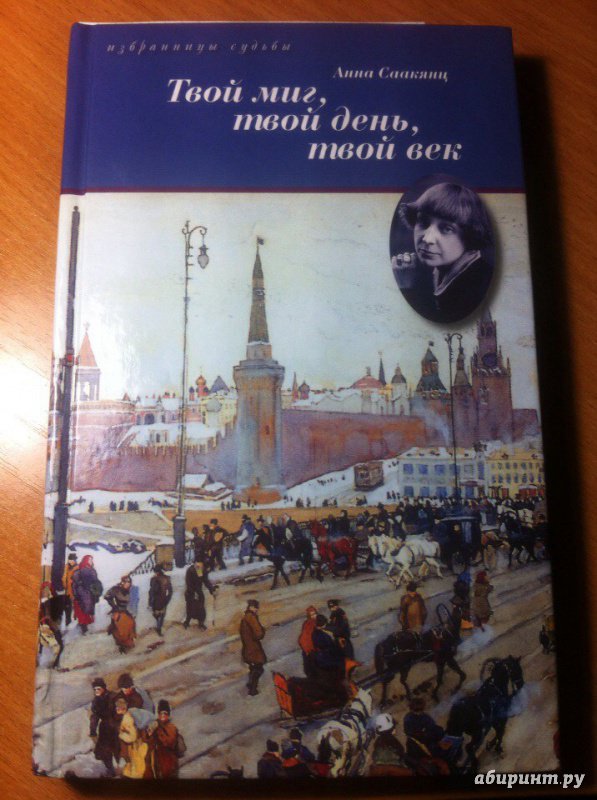 избранницы судьбы
Анна Саакянц
Твой миг,
твой день,
твой век
абиринт.ру